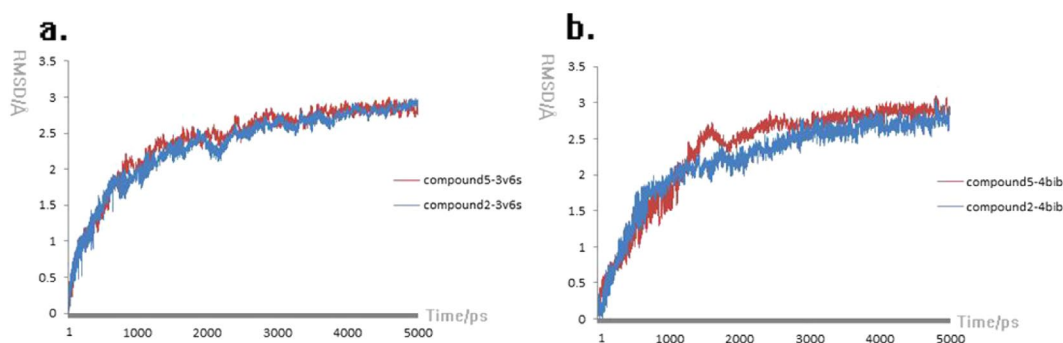 a.
RMSD/Å
3.5
3
2.5
2
1.5
1
0.5
0
compound5-3v6s
compound2-3v6s
Time/ps
1 1000 2000 3000 4000 5000
b.
RMSD/Å
3.5
3
2.5
2
1.5
1
0.5
0
compound5-4bib
compound2-4bib
Time/ps
1 1000 2000 3000 4000 5000